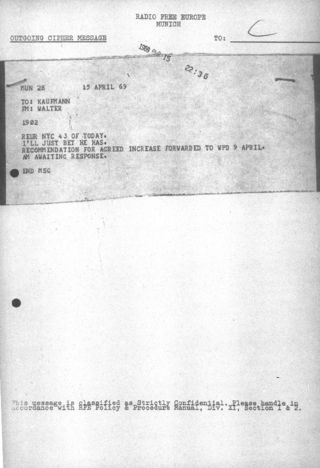 RADIO FREE EUROPE
MUNICH
OUTGOING CIPHER MESSAGE
TO: C
22:36
MUN 28 15 APRIL 69
TO: KAUFMANN
FM: WALTER
1902
REUR NYC 43 OF TODAY.
I'LL JUST BET HE HAS.
RECOMMENDATION FOR AGREED INCREASE FORWARDED TO WPD 9 APRIL.
AM AWAITING RESPONSE.
END MSG
This message is classified as Strictly Confidential. Please handle in
accordance with RFE Policy & Procedure Manual, Div. II, Section 1 & 2.